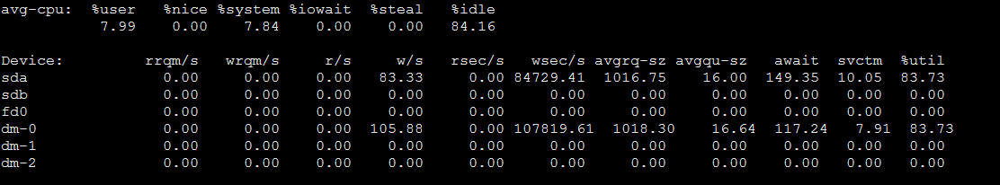 avg-cpu: %user %nice %system %iowait %steal %idle
7.99 0.00 7.84 0.00 0.00 84.16
Device: rrqm/s wrqm/s r/s w/s rsec/s wsec/s avgrq-sz avgqu-sz await svctm %util
sda 0.00 0.00 0.00 83.33 0.00 84729.41 1016.75 16.00 149.35 10.05 83.73
sdb 0.00 0.00 0.00 0.00 0.00 0.00 0.00 0.00 0.00 0.00 0.00
fd0 0.00 0.00 0.00 0.00 0.00 0.00 0.00 0.00 0.00 0.00 0.00
dm-0 0.00 0.00 0.00 105.88 0.00 107819.61 1018.30 16.64 117.24 7.91 83.73
dm-1 0.00 0.00 0.00 0.00 0.00 0.00 0.00 0.00 0.00 0.00 0.00
dm-2 0.00 0.00 0.00 0.00 0.00 0.00 0.00 0.00 0.00 0.00 0.00